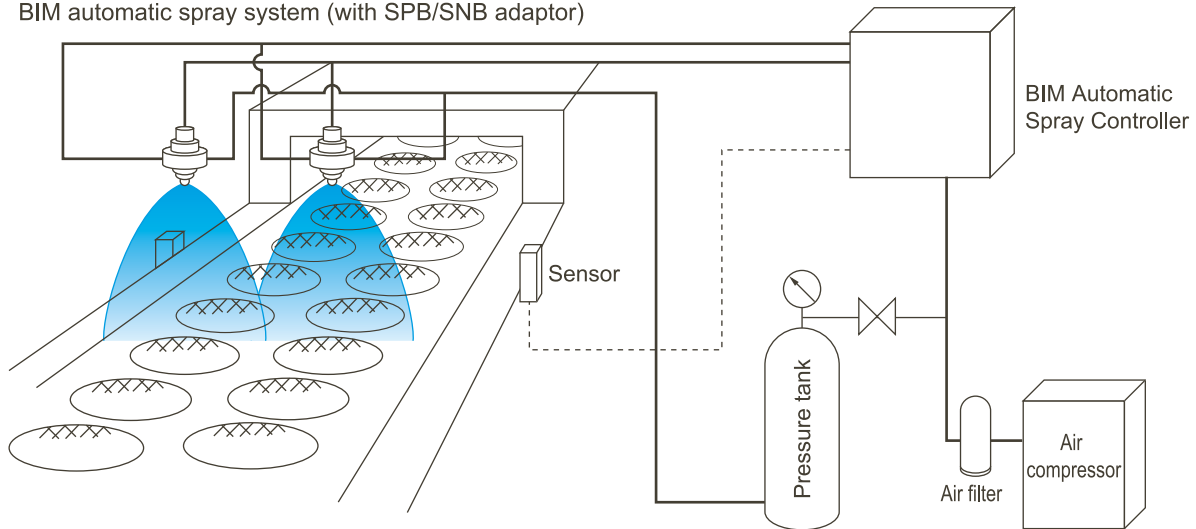 BIM automatic spray system (with SPB/SNB adaptor)
BIM Automatic
Spray Controller
Sensor
Pressure tank
Air filter
Air
compressor